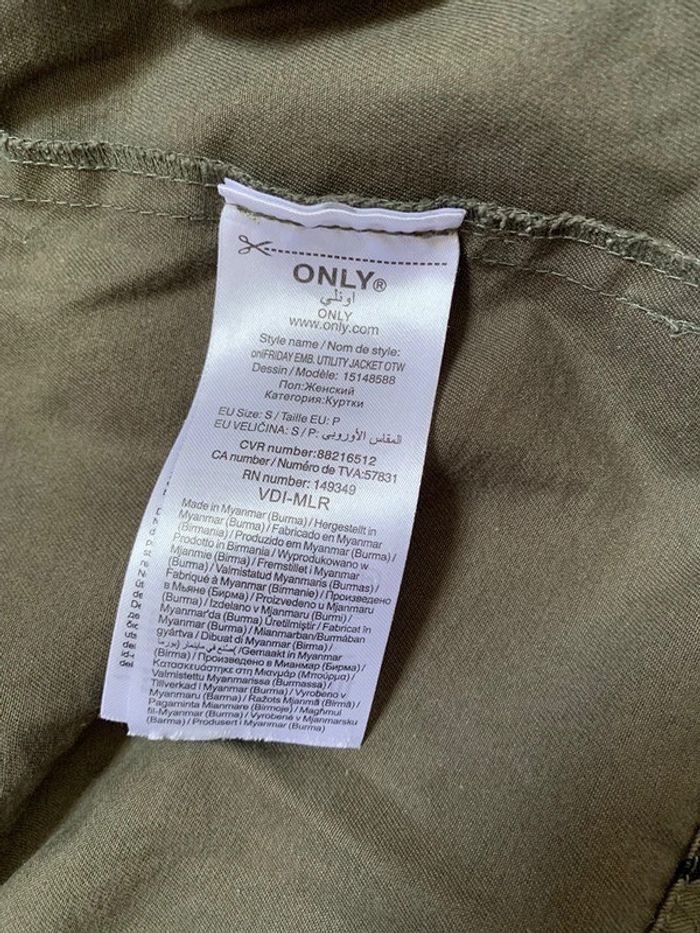 ONLY®
اونلي
ONLY
www.only.com
Style name / Nom de style:
onlFRIDAY EMB. UTILITY JACKET OTW
Dessin / Modèle: 15148588
Пол:Женский
Категория:Куртки
EU Size: S / Taille EU: P
EU VELIČINA: S / P: المقاس الأوروبي
CVR number:88216512
CA number / Numéro de TVA:57831
RN number: 149349
VDI-MLR
Made in Myanmar (Burma) / Hergestellt in
Myanmar (Burma) / Fabricado en Myanmar
(Birmania) / Produzido em Myanmar (Burma) /
Prodotto in Birmania / Wyprodukowano w
Mjanmie (Birma) / Fremstillet i Myanmar
(Burma) / Valmistatud Myanmaris (Burmas) /
Fabriqué à Myanmar (Birmanie) / Произведено
в Мьяне (Бирма) / Proizvedeno u Mjanmaru
(Burma) / Izdelano v Mjanmaru (Burmi) /
Myanmar'da (Burma) Üretilmiştir / Fabricat în
Myanmar (Burma) / Mianmarban/Burmában
gyártva / Dibuat di Myanmar (Birma) /
صنع في ماينمار (بورما)/Gemaakt in Myanmar
(Birma) / Произведено в Мианмар (Бирма) /
Κατασκευάστηκε στη Μιανμάρ (Μπούρμα) /
Valmistettu Myanmarissa (Burmassa) /
Tillverkad i Myanmar (Burma) / Vyrobeno v
Myanmaru (Barma) / Ražots Mjanmā (Birmā) /
Pagaminta Mianmare (Birmoje) / Maghmul
fil-Myanmar (Burma) / Vyrobené v Mjanmarsku
(Barma) / Produsert i Myanmar (Burma)